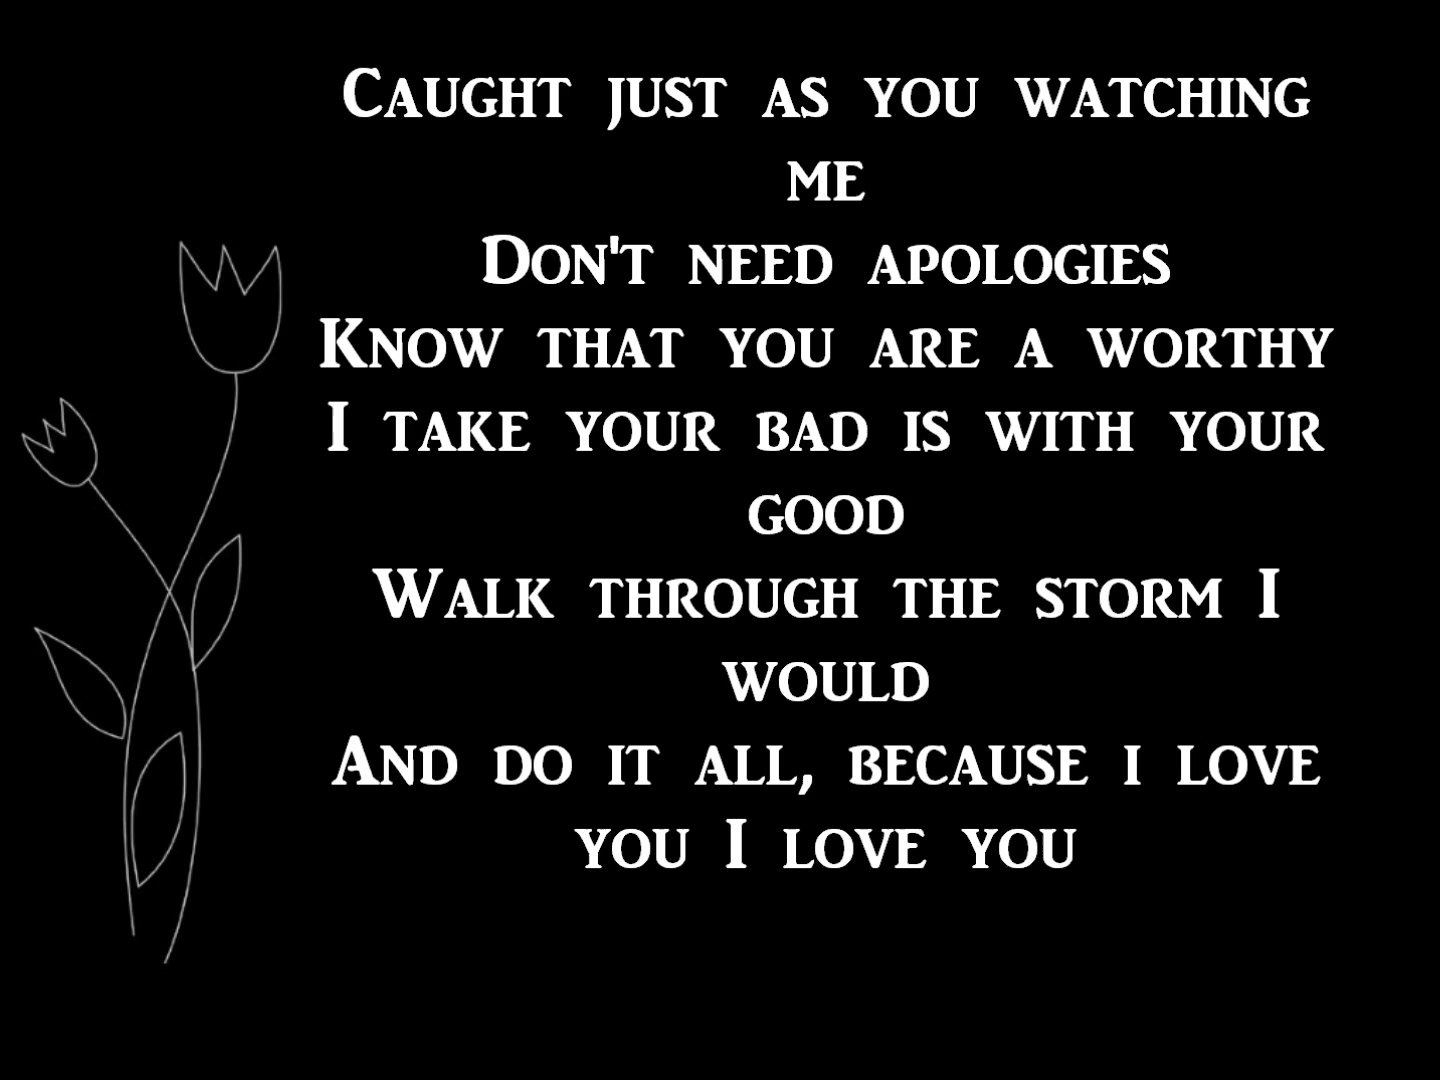 Caught just as you watching
me
Don't need apologies
Know that you are a worthy
I take your bad is with your
good
Walk through the storm I
would
And do it all, because i love
you I love you